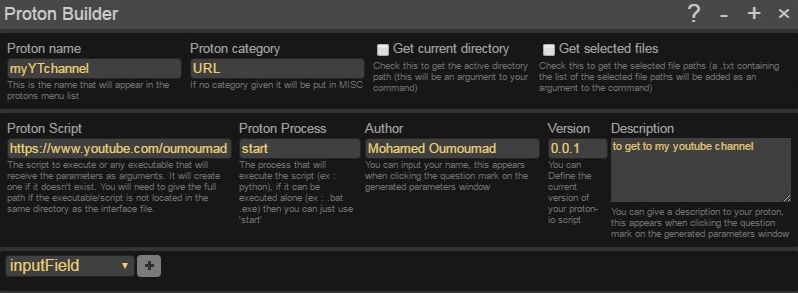 Proton Builder ? - + ×
Proton name Proton category Get current directory Get selected files
myYTchannel URL
Check this to get the active directory
path (this will be an argument to your
command)
Check this to get the selected file paths (a .txt containing
the list of the selected file paths will be added as an
argument to the command)
This is the name that will appear in the
protons menu list
If no category given it will be put in MISC
Proton Script Proton Process Author Version Description
https://www.youtube.com/oumoumad start Mohamed Oumoumad 0.0.1 to get to my youtube channel
The script to execute or any executable that will
receive the parameters as arguments. It will create
one if it doesn't exist. You will need to give the full
path if the executable/script is not located in the
same directory as the interface file.
The process that will
execute the script (ex :
python), if it can be
executed alone (ex : .bat
.exe) then you can just use
'start'
You can input your name, this appears
when clicking the question mark on the
generated parameters window
You can
Define the
current
version of
your proton-
io script
You can give a description to your proton,
this appears when clicking the question
mark on the generated parameters window
inputField +